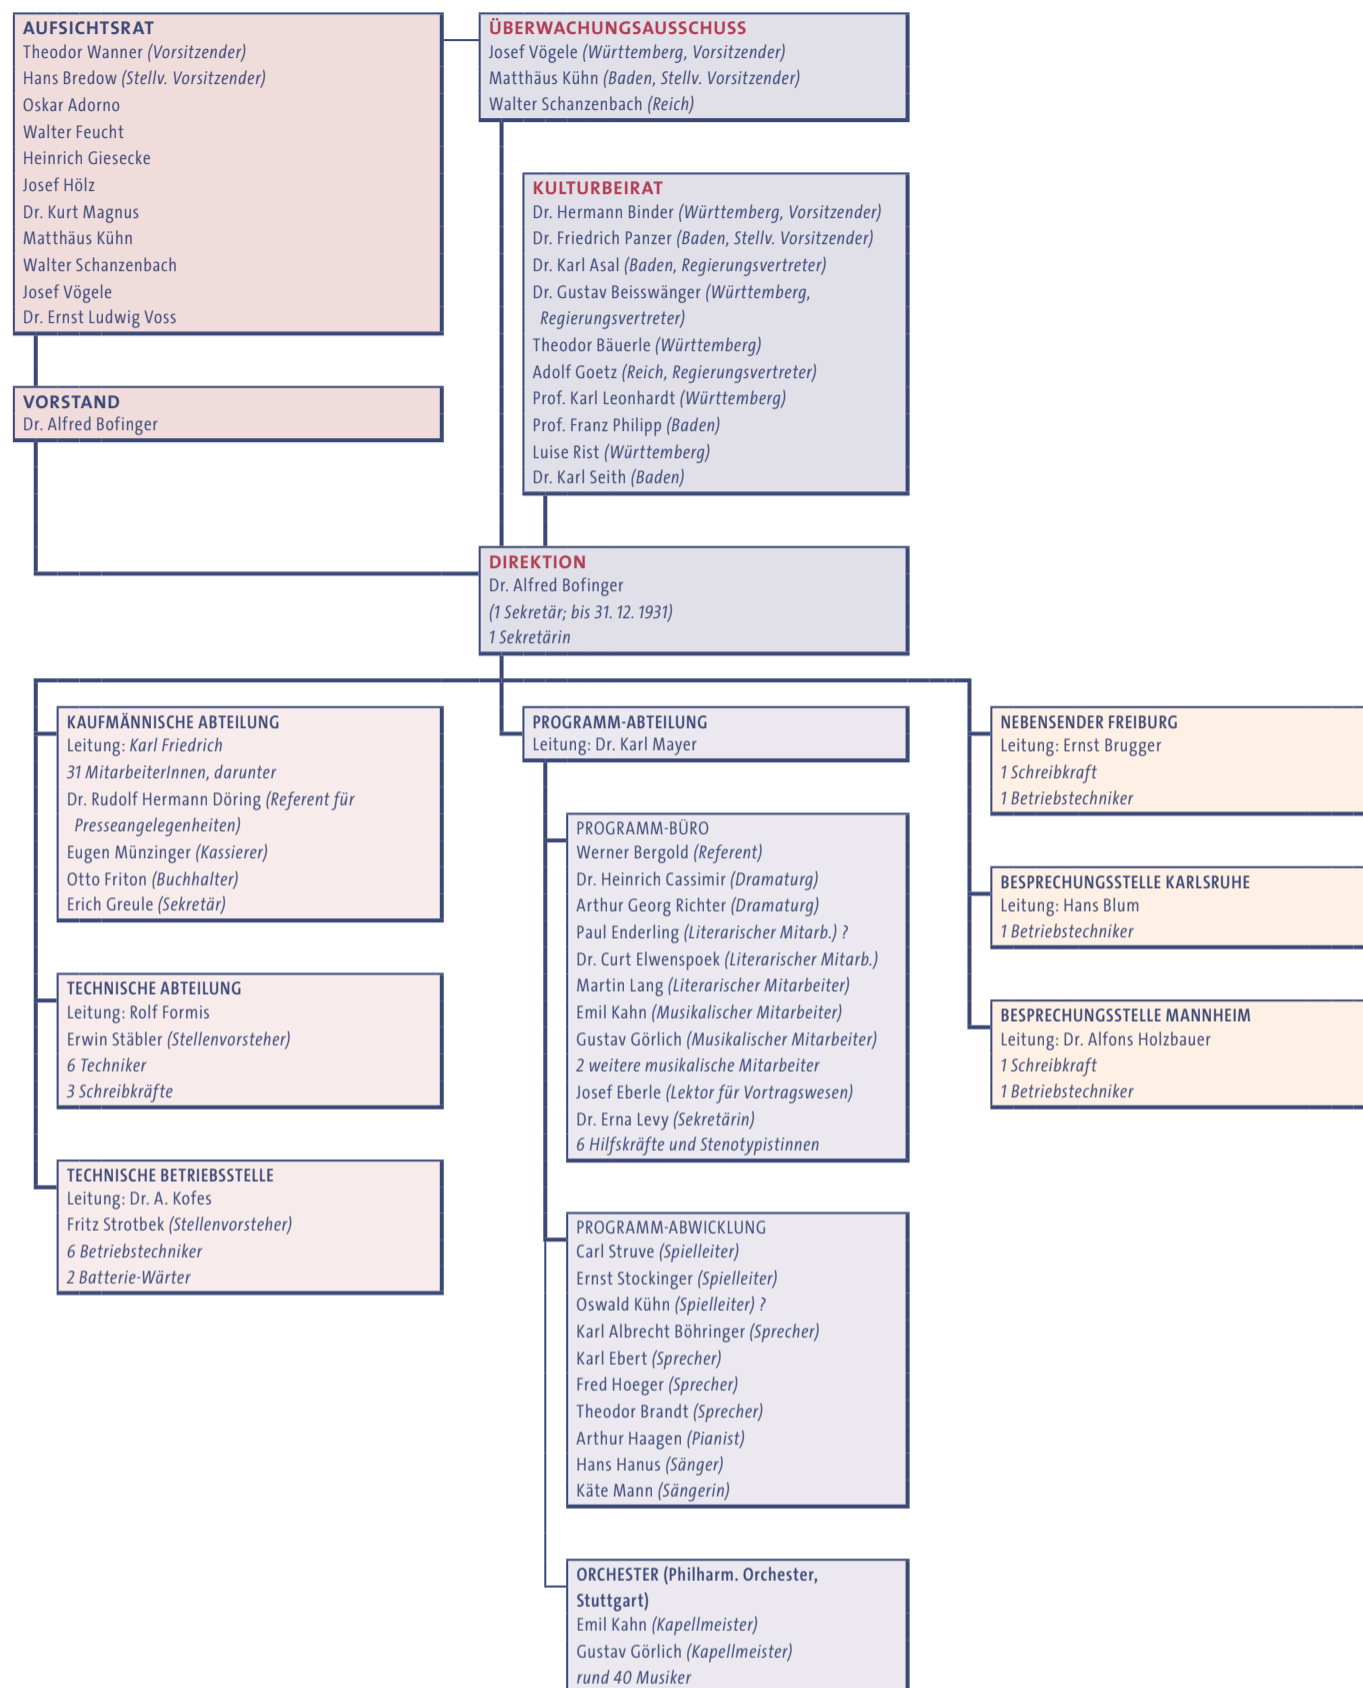 AUFSICHTSRAT
Theodor Wanner (Vorsitzender)
Hans Bredow (Stellv. Vorsitzender)
Oskar Adorno
Walter Feucht
Heinrich Giesecke
Josef Hölz
Dr. Kurt Magnus
Matthäus Kühn
Walter Schanzenbach
Josef Vögele
Dr. Ernst Ludwig Voss
ÜBERWACHUNGSAUSSCHUSS
Josef Vögele (Württemberg, Vorsitzender)
Matthäus Kühn (Baden, Stellv. Vorsitzender)
Walter Schanzenbach (Reich)
KULTURBEIRAT
Dr. Hermann Binder (Württemberg, Vorsitzender)
Dr. Friedrich Panzer (Baden, Stellv. Vorsitzender)
Dr. Karl Asal (Baden, Regierungsvertreter)
Dr. Gustav Beisswänger (Württemberg,
Regierungsvertreter)
Theodor Bäuerle (Württemberg)
Adolf Goetz (Reich, Regierungsvertreter)
Prof. Karl Leonhardt (Württemberg)
Prof. Franz Philipp (Baden)
Luise Rist (Württemberg)
Dr. Karl Seith (Baden)
VORSTAND
Dr. Alfred Bofinger
DIREKTION
Dr. Alfred Bofinger
(1 Sekretär; bis 31. 12. 1931)
1 Sekretärin
KAUFMÄNNISCHE ABTEILUNG
Leitung: Karl Friedrich
31 MitarbeiterInnen, darunter
Dr. Rudolf Hermann Döring (Referent für
Presseangelegenheiten)
Eugen Münzinger (Kassierer)
Otto Friton (Buchhalter)
Erich Greule (Sekretär)
TECHNISCHE ABTEILUNG
Leitung: Rolf Formis
Erwin Stäbler (Stellenvorsteher)
6 Techniker
3 Schreibkräfte
TECHNISCHE BETRIEBSSTELLE
Leitung: Dr. A. Kofes
Fritz Strotbek (Stellenvorsteher)
6 Betriebstechniker
2 Batterie-Wärter
PROGRAMM-ABTEILUNG
Leitung: Dr. Karl Mayer
PROGRAMM-BÜRO
Werner Bergold (Referent)
Dr. Heinrich Cassimir (Dramaturg)
Arthur Georg Richter (Dramaturg)
Paul Enderling (Literarischer Mitarb.) ?
Dr. Curt Elwenspoek (Literarischer Mitarb.)
Martin Lang (Literarischer Mitarbeiter)
Emil Kahn (Musikalischer Mitarbeiter)
Gustav Görlich (Musikalischer Mitarbeiter)
2 weitere musikalische Mitarbeiter
Josef Eberle (Lektor für Vortragswesen)
Dr. Erna Levy (Sekretärin)
6 Hilfskräfte und Stenotypistinnen
PROGRAMM-ABWICKLUNG
Carl Struve (Spielleiter)
Ernst Stockinger (Spielleiter)
Oswald Kühn (Spielleiter) ?
Karl Albrecht Böhringer (Sprecher)
Karl Ebert (Sprecher)
Fred Hoeger (Sprecher)
Theodor Brandt (Sprecher)
Arthur Haagen (Pianist)
Hans Hanus (Sänger)
Käte Mann (Sängerin)
ORCHESTER (Philharm. Orchester,
Stuttgart)
Emil Kahn (Kapellmeister)
Gustav Görlich (Kapellmeister)
rund 40 Musiker
NEBENSENDER FREIBURG
Leitung: Ernst Brugger
1 Schreibkraft
1 Betriebstechniker
BESPRECHUNGSSTELLE KARLSRUHE
Leitung: Hans Blum
1 Betriebstechniker
BESPRECHUNGSSTELLE MANNHEIM
Leitung: Dr. Alfons Holzbauer
1 Schreibkraft
1 Betriebstechniker